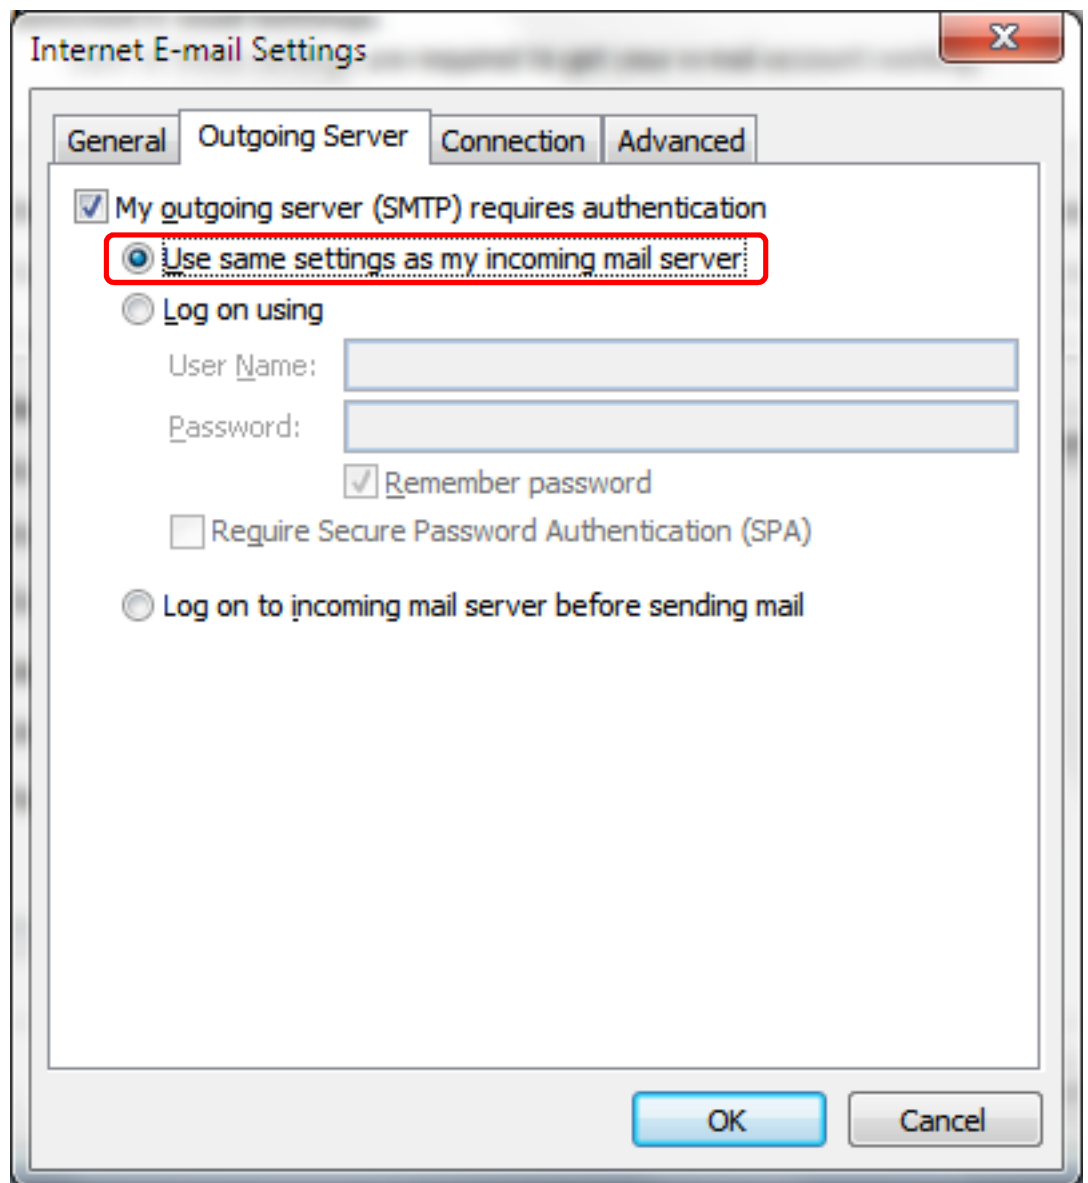 Internet E-mail Settings
General Outgoing Server Connection Advanced
My outgoing server (SMTP) requires authentication
Use same settings as my incoming mail server
Log on using
User Name:
Password:
Remember password
Require Secure Password Authentication (SPA)
Log on to incoming mail server before sending mail
OK Cancel